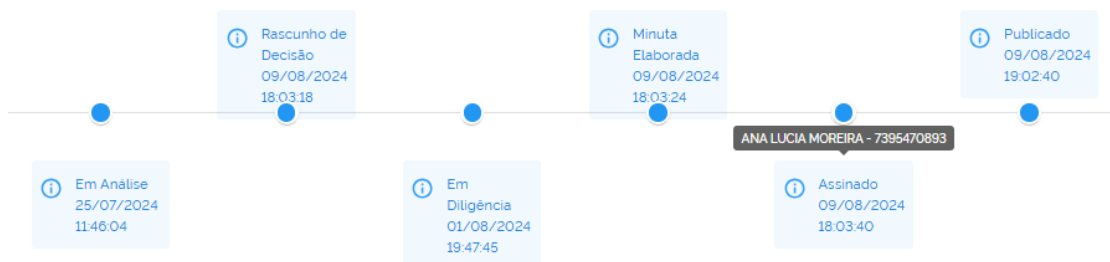 Rascunho de
Decisão
09/08/2024
18:03:18
Minuta
Elaborada
09/08/2024
18:03:24
Publicado
09/08/2024
19:02:40
ANA LUCIA MOREIRA - 7395470893
Em Análise
25/07/2024
11:46:04
Em
Diligência
01/08/2024
19:47:45
Assinado
09/08/2024
18:03:40